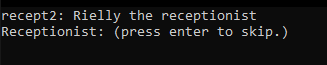 recept2: Rielly the receptionist
Receptionist: (press enter to skip.)